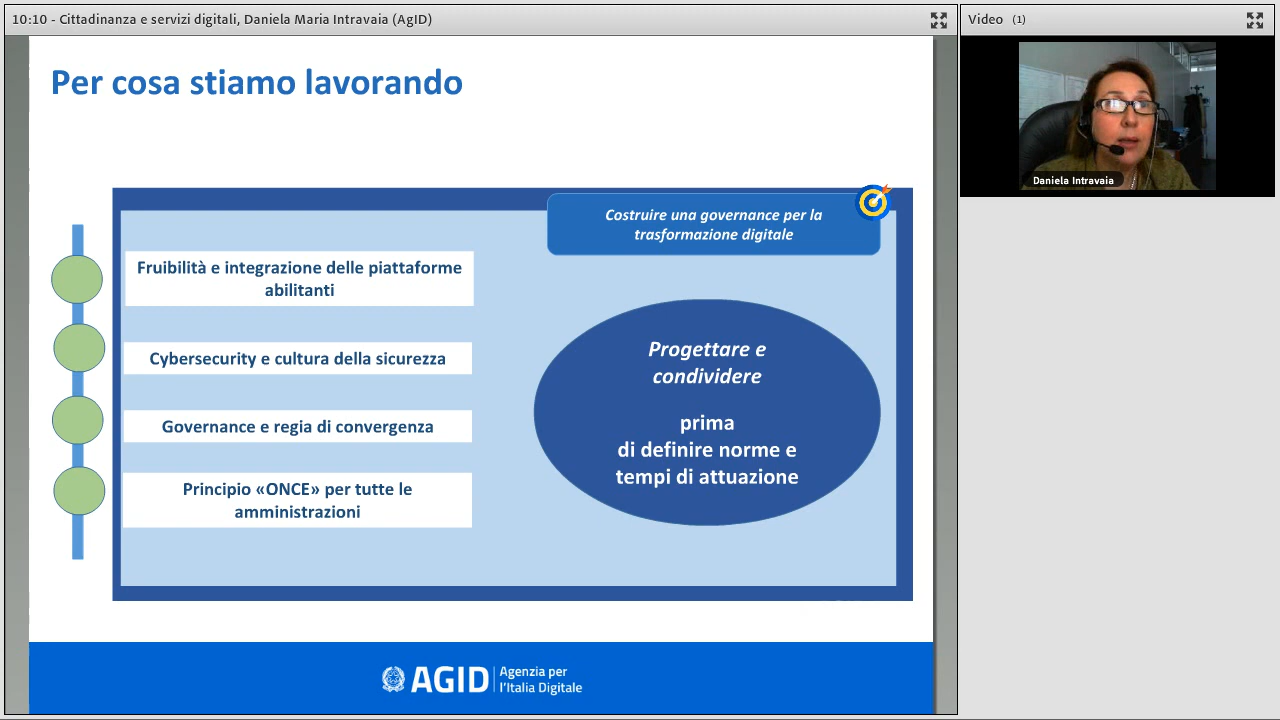 10:10 - Cittadinanza e servizi digitali, Daniela Maria Intravaia (AgID)
Video (1)
Per cosa stiamo lavorando
Costruire una governance per la
trasformazione digitale
Fruibilità e integrazione delle piattaforme
abilitanti
Cybersecurity e cultura della sicurezza
Governance e regia di convergenza
Principio «ONCE» per tutte le
amministrazioni
Progettare e
condividere
prima
di definire norme e
tempi di attuazione
Daniela Intravaia
AGID
Agenzia per
l'Italia Digitale